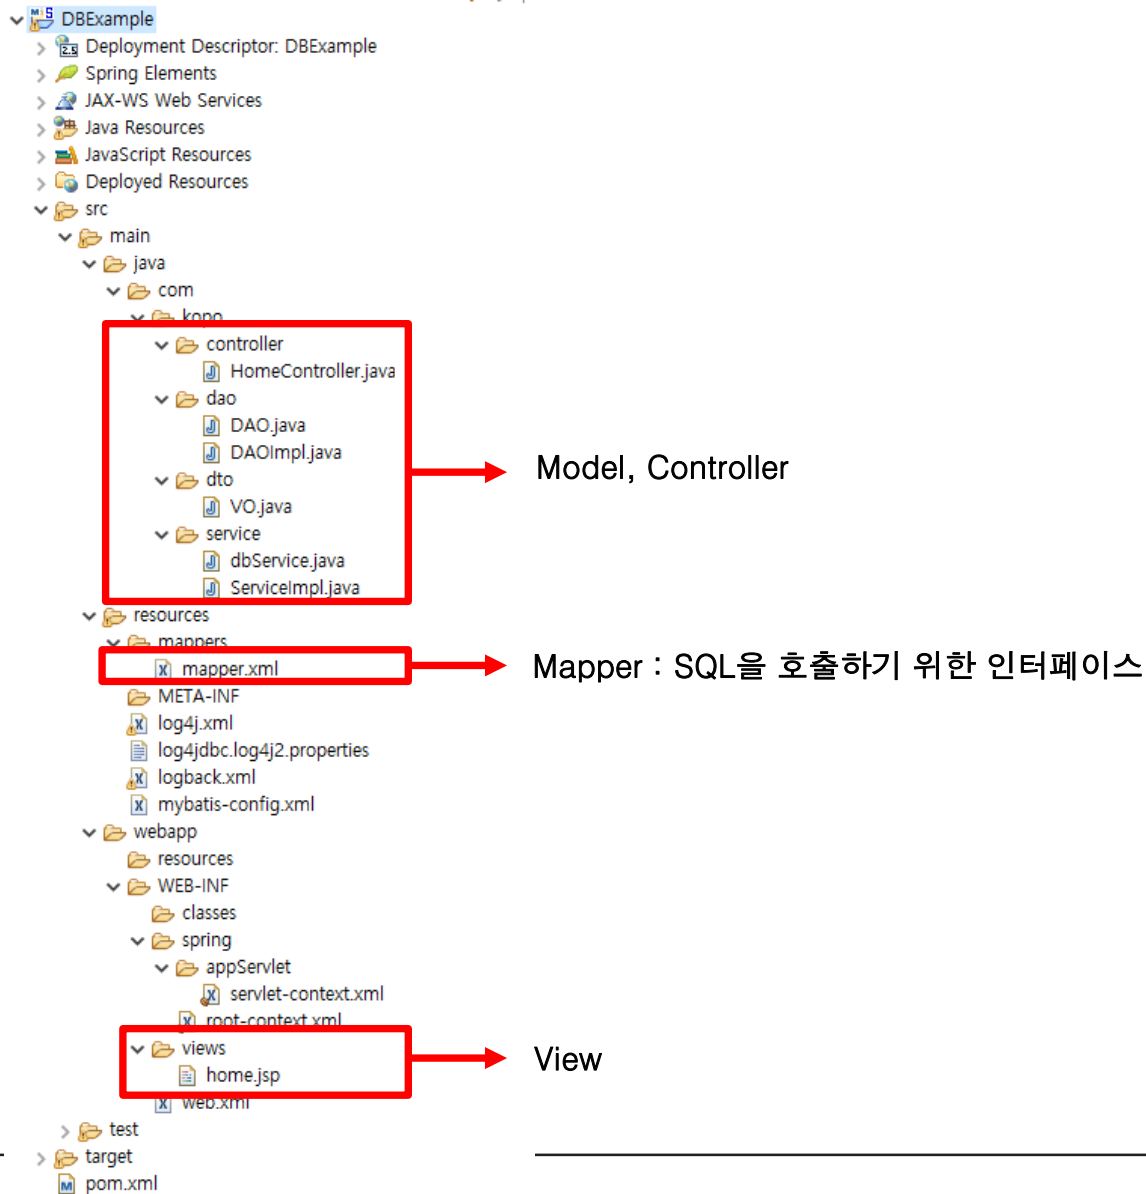 DBExample
Deployment Descriptor: DBExample
Spring Elements
JAX-WS Web Services
Java Resources
JavaScript Resources
Deployed Resources
src
main
java
com
kopo
controller
HomeController.java
dao
DAO.java
DAOImpl.java
Model, Controller
dto
VO.java
service
dbService.java
ServiceImpl.java
resources
mappers
mapper.xml
Mapper : SQL을 호출하기 위한 인터페이스
META-INF
log4j.xml
log4jdbc.log4j2.properties
logback.xml
mybatis-config.xml
webapp
resources
WEB-INF
classes
spring
appServlet
servlet-context.xml
root-context.xml
views
View
home.jsp
web.xml
test
target
pom.xml